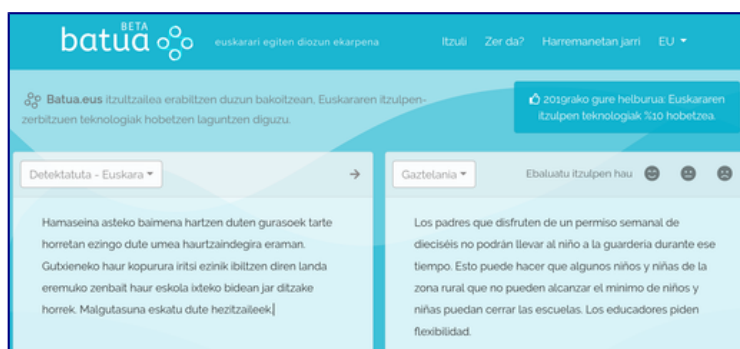 BETA
batua
euskarari egiten diozun ekarpena
Itzuli Zer da? Harremanetan jarri EU
Batua.eus itzultzailea erabiltzen duzun bakoitzean, Euskararen itzulpen-
zerbitzuen teknologiak hobetzen laguntzen diguzu.
2019rako gure helburua: Euskararen
itzulpen teknologiak %10 hobetzea.
Detektatuta - Euskara
Hamaseina asteko baimena hartzen duten gurasoek tarte
horretan ezingo dute umea haurtzaindegira eraman.
Gutxieneko haur kopurura iritsi ezinik ibiltzen diren landa
eremuko zenbait haur eskola ixteko bidean jar ditzake
horrek. Malgutasuna eskatu dute hezitzaileek
Gaztelania
Ebaluatu itzulpen hau
Los padres que disfruten de un permiso semanal de
dieciséis no podrán llevar al niño a la guardería durante ese
tiempo. Esto puede hacer que algunos niños y niñas de la
zona rural que no pueden alcanzar el mínimo de niños y
niñas puedan cerrar las escuelas. Los educadores piden
flexibilidad.